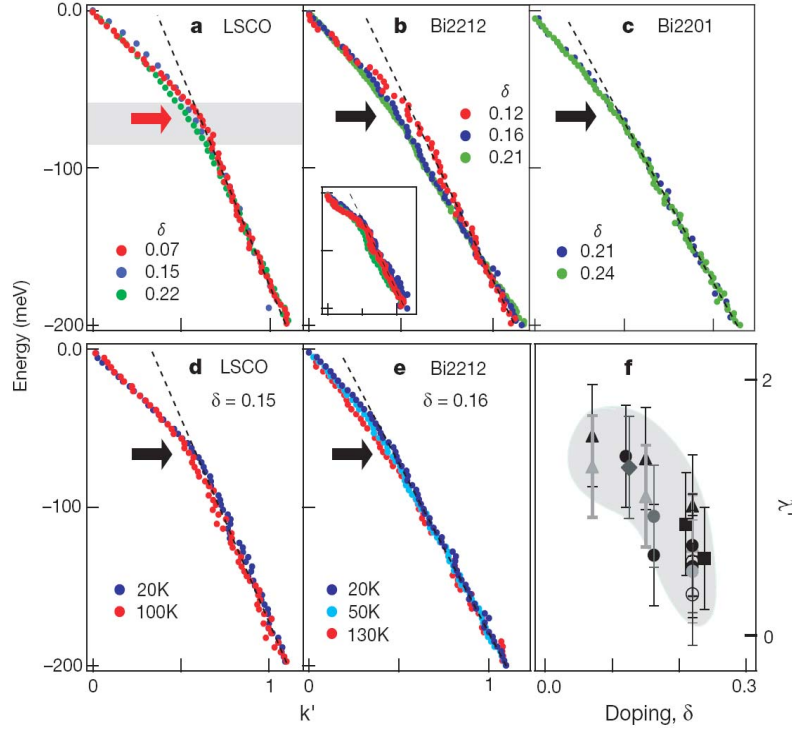 a LSCO
b Bi2212
c Bi2201
0.0
−100
−200
δ
0.07
0.15
0.22
δ
0.12
0.16
0.21
δ
0.21
0.24
Energy (meV)
d LSCO
δ = 0.15
e Bi2212
δ = 0.16
f
0.0
−100
−200
20K
100K
20K
50K
130K
0 1
0 1
k'
2
0
λ'
0.0 0.3
Doping, δ